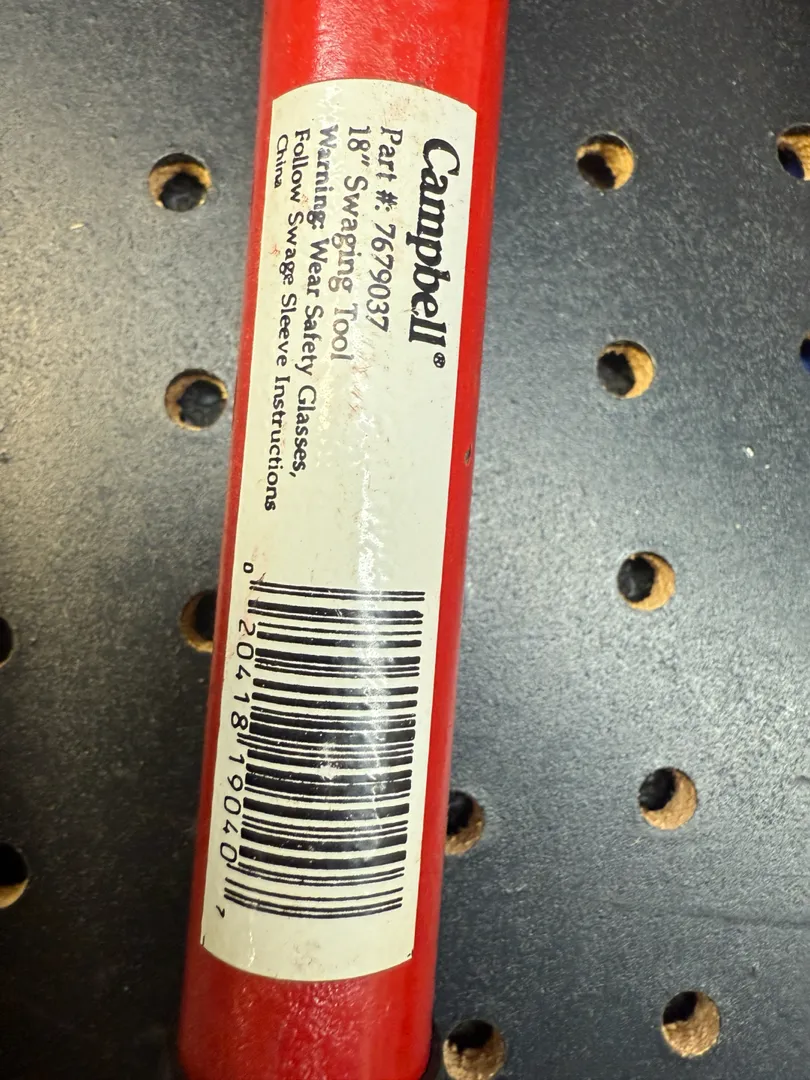 Campbell®
Part #: 7679037
18" Swaging Tool
Warning: Wear Safety Glasses,
Follow Swage Sleeve Instructions
China
0 20418 19040 7